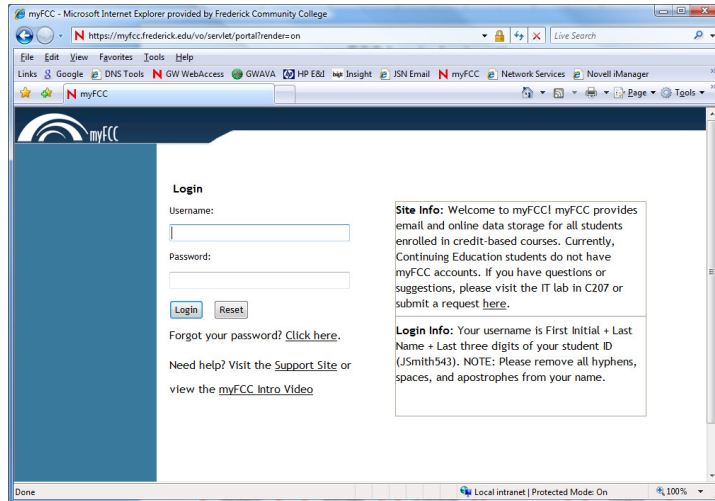 myFCC - Microsoft Internet Explorer provided by Frederick Community College
https://myfcc.frederick.edu/vo/servlet/portal?render=on
Live Search
File Edit View Favorites Tools Help
Links Google DNS Tools GW WebAccess GWAVA HP E&I Insight JSN Email myFCC Network Services Novell iManager
myFCC
Page Tools
myFCC
Login
Username:
Password:
Login Reset
Forgot your password? Click here.
Need help? Visit the Support Site or
view the myFCC Intro Video
Site Info: Welcome to myFCC! myFCC provides
email and online data storage for all students
enrolled in credit-based courses. Currently,
Continuing Education students do not have
myFCC accounts. If you have questions or
suggestions, please visit the IT lab in C207 or
submit a request here.
Login Info: Your username is First Initial + Last
Name + Last three digits of your student ID
(JSmith543). NOTE: Please remove all hyphens,
spaces, and apostrophes from your name.
Done
Local intranet | Protected Mode: On
100%